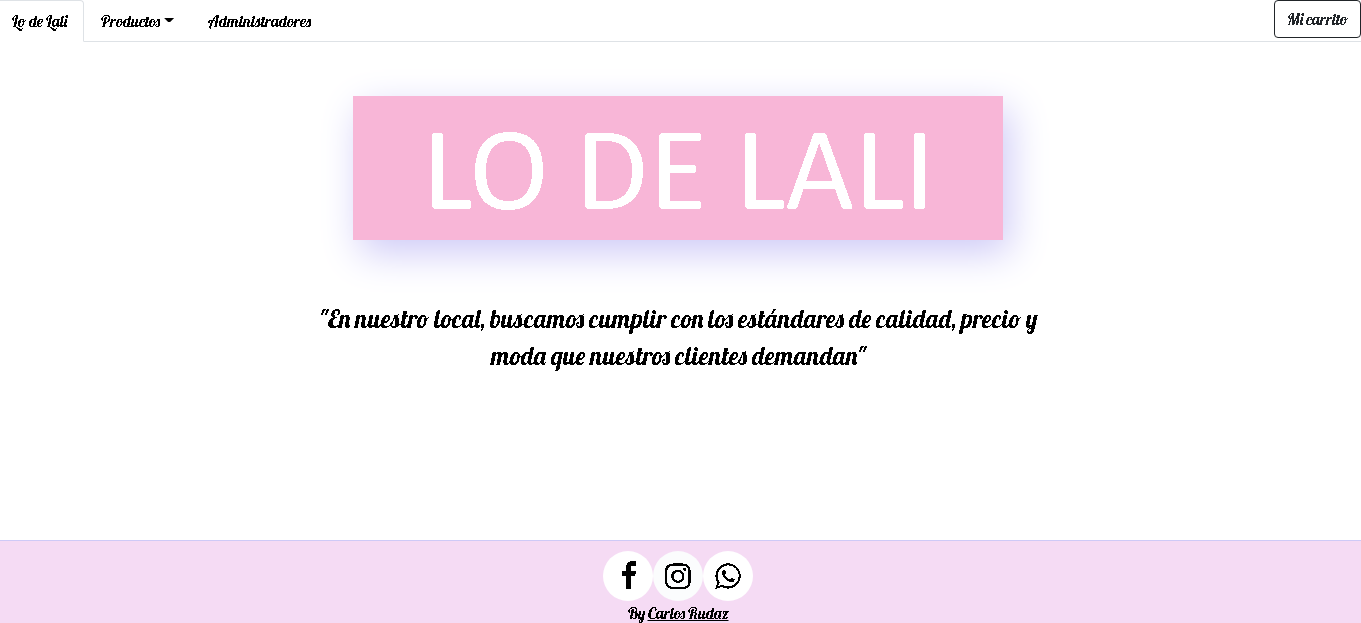 Lo de Lali Productos Administradores Mi carrito
LO DE LALI
"En nuestro local, buscamos cumplir con los estándares de calidad, precio y
moda que nuestros clientes demandan"
By Carlos Rudaz